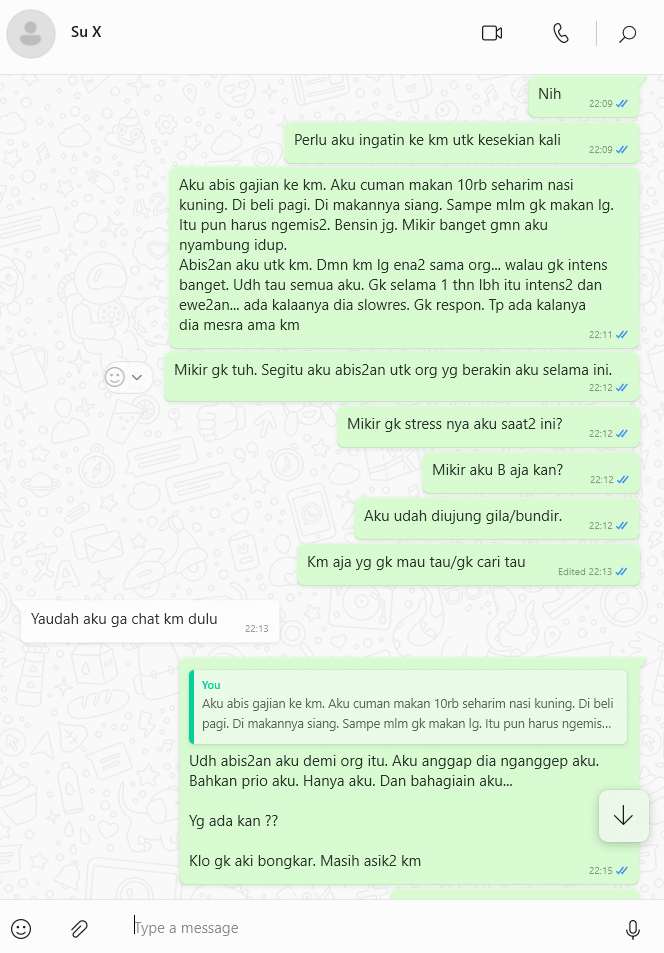 Su X
Nih
22:09
Perlu aku ingatin ke km utk kesekian kali
22:09
Aku abis gajian ke km. Aku cuman makan 10rb seharim nasi
kuning. Di beli pagi. Di makannya siang. Sampe mlm gk makan lg.
Itu pun harus ngemis2. Bensin jg. Mikir banget gmn aku
nyambung idup.
Abis2an aku utk km. Dmn km lg ena2 sama org... walau gk intens
banget. Udh tau semua aku. Gk selama 1 thn lbh itu intens2 dan
ewe2an... ada kalaanya dia slowres. Gk respon. Tp ada kalanya
dia mesra ama km
22:11
Mikir gk tuh. Segitu aku abis2an utk org yg berakin aku selama ini.
22:12
Mikir gk stress nya aku saat2 ini?
22:12
Mikir aku B aja kan?
22:12
Aku udah diujung gila/bundir.
22:12
Km aja yg gk mau tau/gk cari tau
Edited 22:13
Yaudah aku ga chat km dulu
22:13
You
Aku abis gajian ke km. Aku cuman makan 10rb seharim nasi kuning. Di beli
pagi. Di makannya siang. Sampe mlm gk makan lg. Itu pun harus ngemis...
Udh abis2an aku demi org itu. Aku anggap dia nganggep aku.
Bahkan prio aku. Hanya aku. Dan bahagiain aku...
Yg ada kan ??
Klo gk aki bongkar. Masih asik2 km
22:15
Type a message